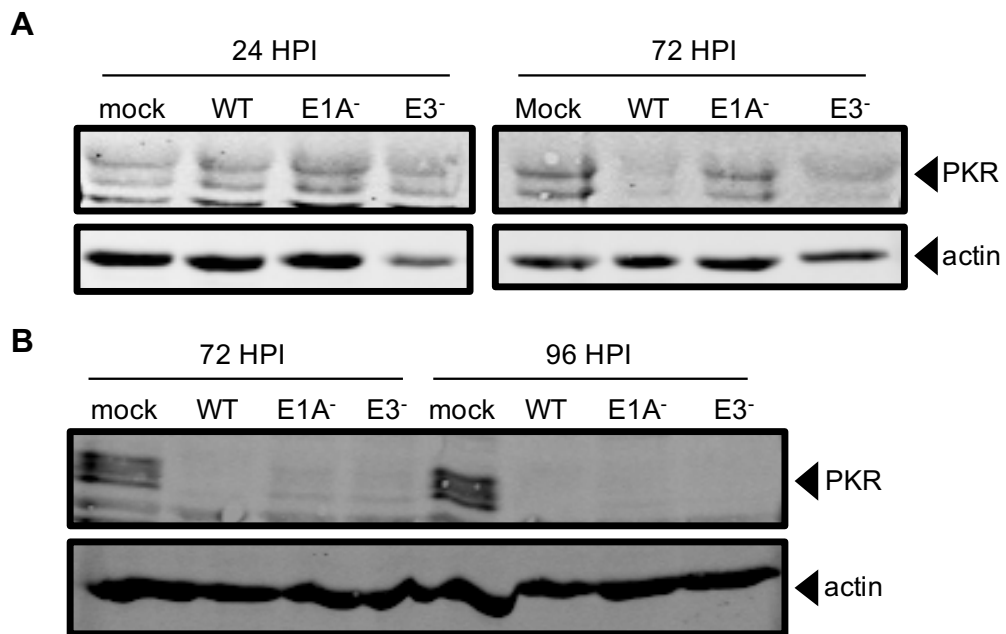 A
24 HPI 72 HPI
mock WT E1A⁻ E3⁻ Mock WT E1A⁻ E3⁻
PKR
actin
B
72 HPI 96 HPI
mock WT E1A⁻ E3⁻ mock WT E1A⁻ E3⁻
PKR
actin